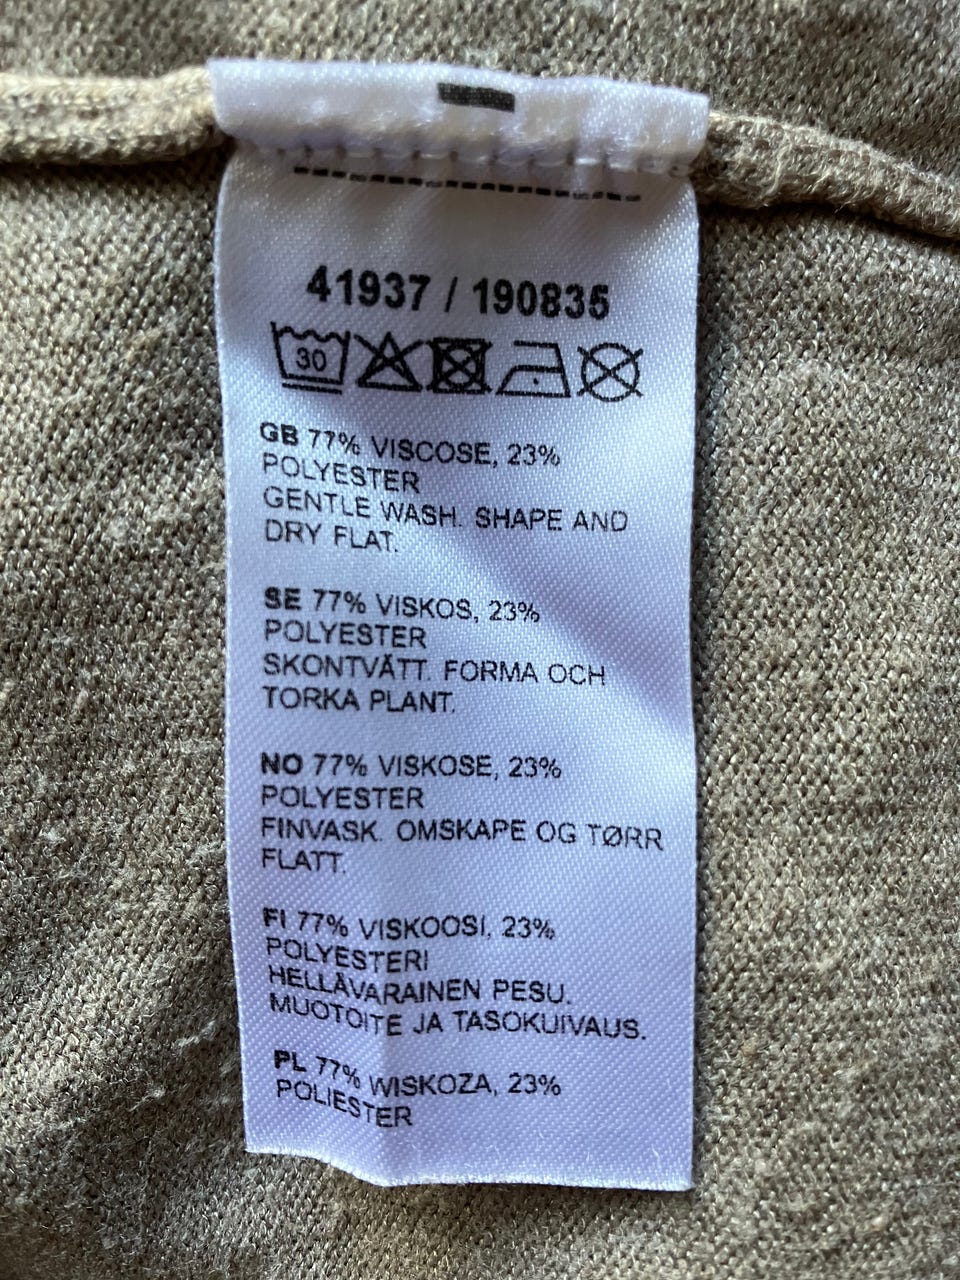 41937 / 190835
30
GB 77% VISCOSE, 23%
POLYESTER
GENTLE WASH. SHAPE AND
DRY FLAT.
SE 77% VISKOS, 23%
POLYESTER
SKONTVÄTT. FORMA OCH
TORKA PLANT.
NO 77% VISKOSE, 23%
POLYESTER
FINVASK. OMSKAPE OG TØRR
FLATT.
FI 77% VISKOOSI, 23%
POLYESTERI
HELLÄVARAINEN PESU.
MUOTOITE JA TASOKUIVAUS.
PL 77% WISKOZA, 23%
POLIESTER